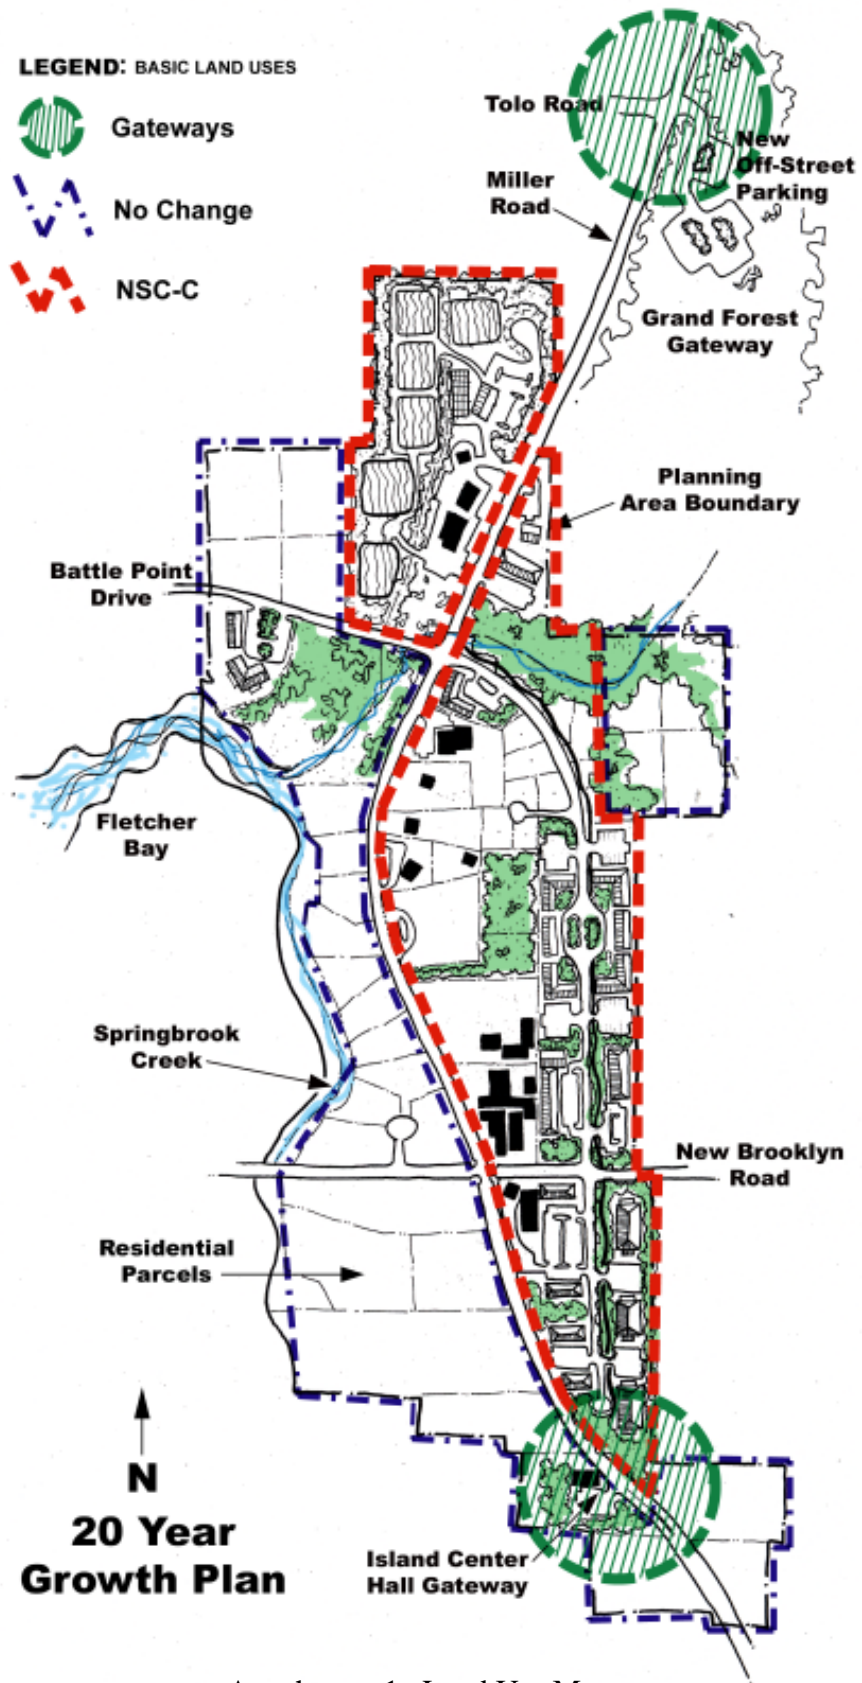 LEGEND: BASIC LAND USES
Gateways
No Change
NSC-C
Tolo Road
New
Off-Street
Parking
Miller
Road
Grand Forest
Gateway
Planning
Area Boundary
Battle Point
Drive
Fletcher
Bay
Springbrook
Creek
New Brooklyn
Road
Residential
Parcels
N
20 Year
Growth Plan
Island Center
Hall Gateway